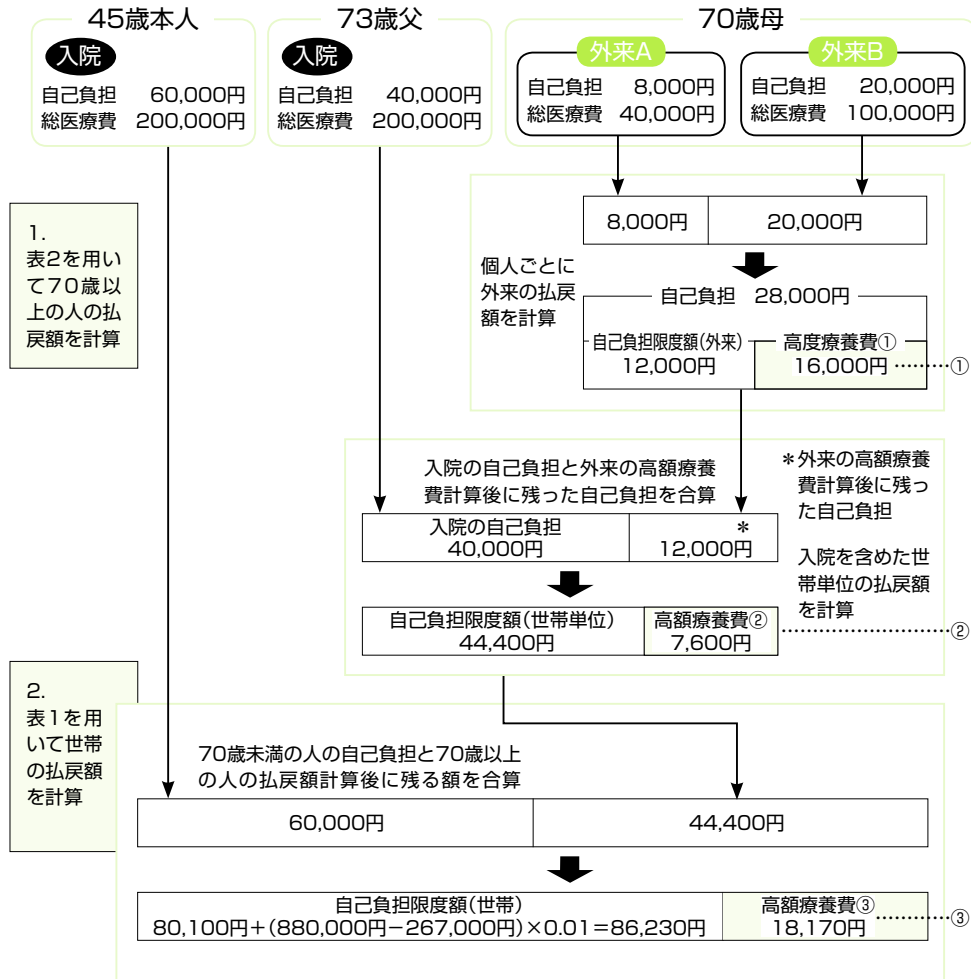 45歳本人
入院
自己負担 60,000円
総医療費 200,000円
73歳父
入院
自己負担 40,000円
総医療費 200,000円
70歳母
外来A
自己負担 8,000円
総医療費 40,000円
外来B
自己負担 20,000円
総医療費 100,000円
1.
表2を用い
て70歳以
上の人の払
戻額を計算
8,000円
20,000円
個人ごとに
外来の払戻
額を計算
自己負担 28,000円
自己負担限度額(外来)
12,000円
高度療養費①
16,000円………①
入院の自己負担と外来の高額療養
費計算後に残った自己負担を合算
*外来の高額療養
費計算後に残っ
た自己負担
入院の自己負担
40,000円
*
12,000円
入院を含めた世
帯単位の払戻額
を計算
自己負担限度額(世帯単位)
44,400円
高額療養費②
7,600円
………②
2.
表1を用
いて世帯
の払戻額
を計算
70歳未満の人の自己負担と70歳以上
の人の払戻額計算後に残る額を合算
60,000円
44,400円
自己負担限度額(世帯)
80,100円+(880,000円−267,000円)×0.01=86,230円
高額療養費③
18,170円
………③